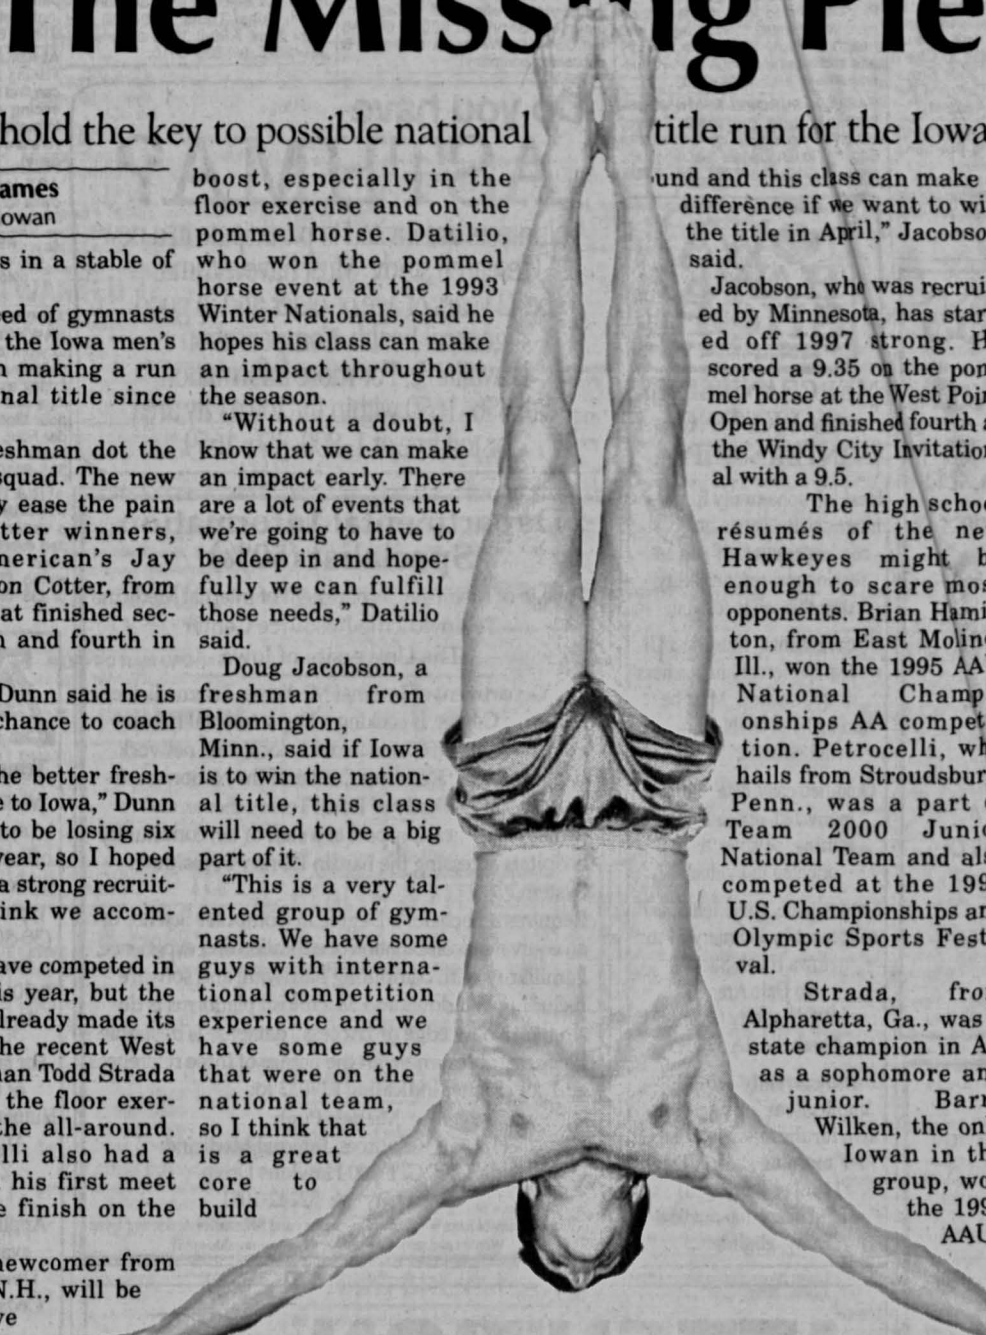 The Missing Pie
hold the key to possible national title run for the Iowa
ames
owan
s in a stable of
ed of gymnasts
the Iowa men's
n making a run
nal title since
eshman dot the
squad. The new
y ease the pain
tter winners,
merican's Jay
on Cotter, from
at finished sec-
n and fourth in
Dunn said he is
chance to coach
he better fresh-
e to Iowa," Dunn
to be losing six
year, so I hoped
a strong recruit-
ink we accom-
ave competed in
is year, but the
lready made its
he recent West
nan Todd Strada
the floor exer-
the all-around.
lli also had a
his first meet
e finish on the
newcomer from
N.H., will be
ve
boost, especially in the
floor exercise and on the
pommel horse. Datilio,
who won the pommel
horse event at the 1993
Winter Nationals, said he
hopes his class can make
an impact throughout
the season.
"Without a doubt, I
know that we can make
an impact early. There
are a lot of events that
we're going to have to
be deep in and hope-
fully we can fulfill
those needs," Datilio
said.
Doug Jacobson, a
freshman from
Bloomington,
Minn., said if Iowa
is to win the nation-
al title, this class
will need to be a big
part of it.
"This is a very tal-
ented group of gym-
nasts. We have some
guys with interna-
tional competition
experience and we
have some guys
that were on the
national team,
so I think that
is a great
core to
build
und and this class can make
difference if we want to wi
the title in April," Jacobso
said.
Jacobson, who was recrui
ed by Minnesota, has star
ed off 1997 strong. H
scored a 9.35 on the pom
mel horse at the West Poin
Open and finished fourth a
the Windy City Invitation
al with a 9.5.
The high schoo
résumés of the ne
Hawkeyes might b
enough to scare mos
opponents. Brian Hami
ton, from East Molin
Ill., won the 1995 AA
National Champ
onships AA compet
tion. Petrocelli, wh
hails from Stroudsbur
Penn., was a part
Team 2000 Junio
National Team and als
competed at the 199
U.S. Championships an
Olympic Sports Fest
val.
Strada, fro
Alpharetta, Ga., was
state champion in A
as a sophomore an
junior. Barr
Wilken, the on
Iowan in th
group, wo
the 199
AAU